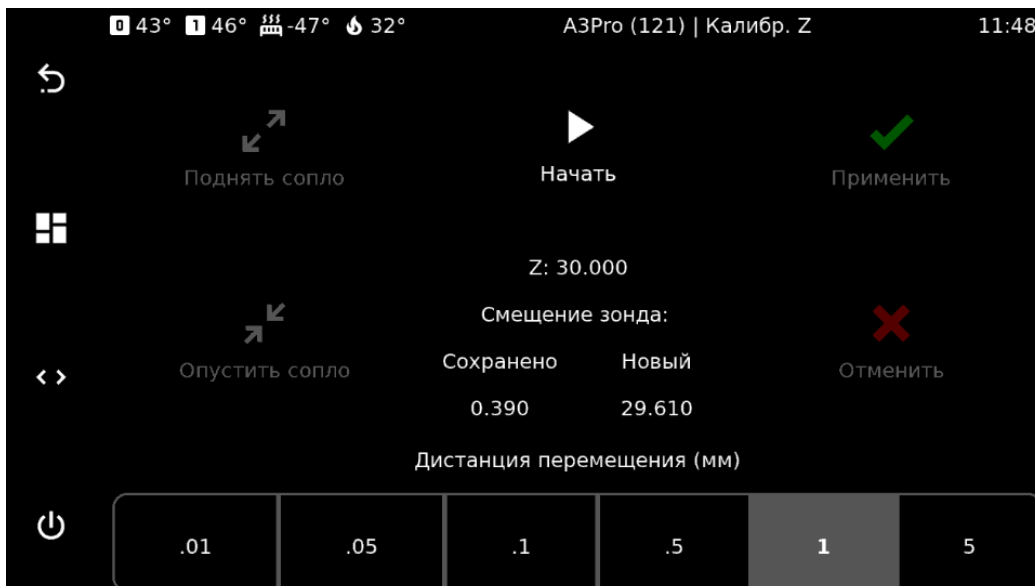 0 43° 1 46° -47° 32° A3Pro (121) | Калибр. Z 11:48
Поднять сопло Начать Применить
Z: 30.000
Смещение зонда:
Опустить сопло Сохранено Новый Отменить
0.390 29.610
Дистанция перемещения (мм)
.01 .05 .1 .5 1 5